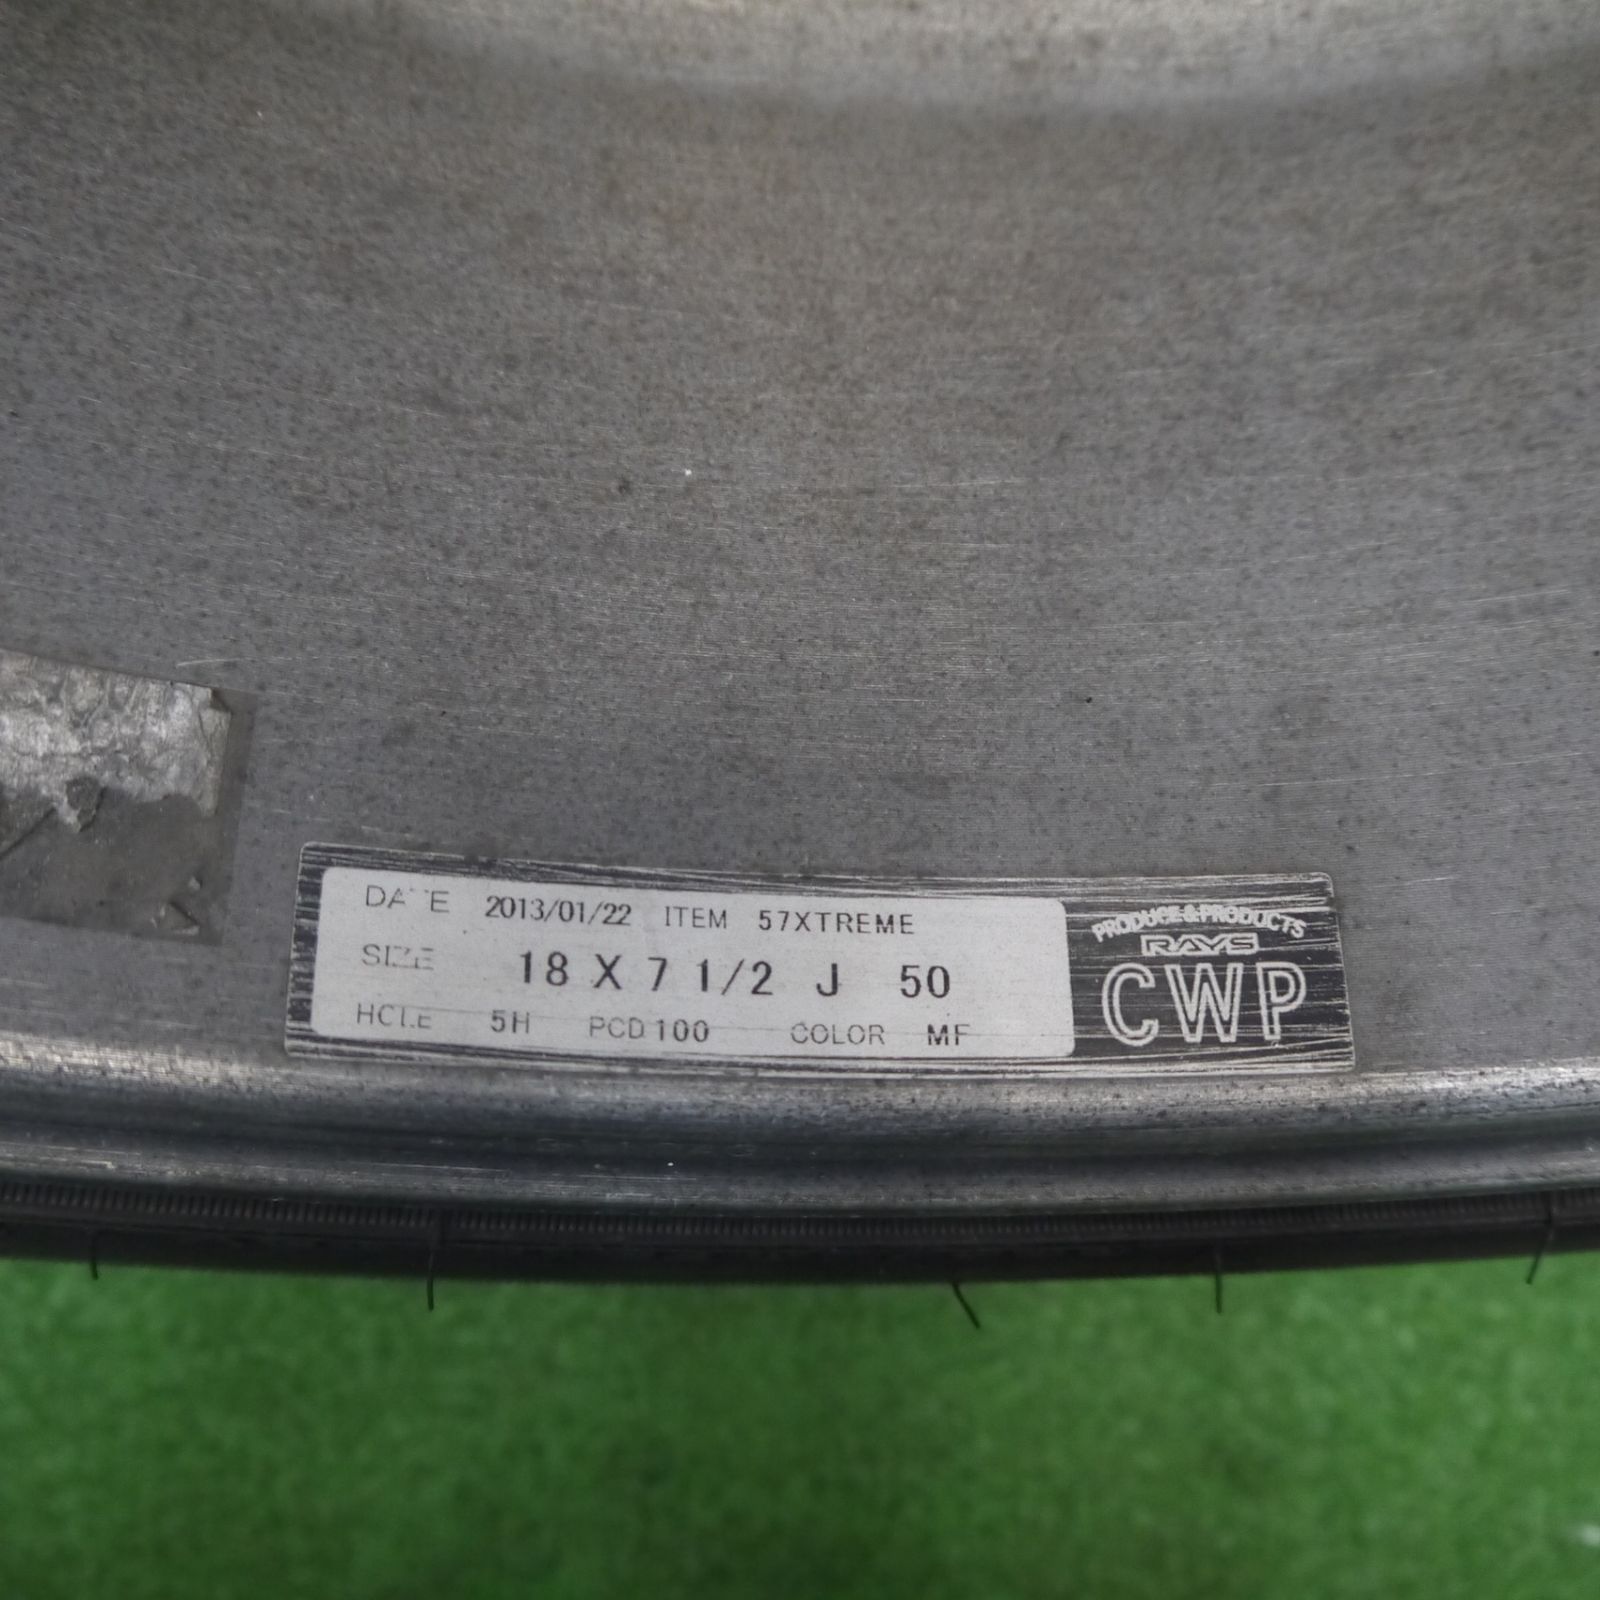 DATE 2013/01/22 ITEM 57XTREME
SIZE 18 X 7 1/2 J 50
HOLE 5H PCD 100 COLOR MF
PRODUCE&PRODUCTS
RAYS
CWP